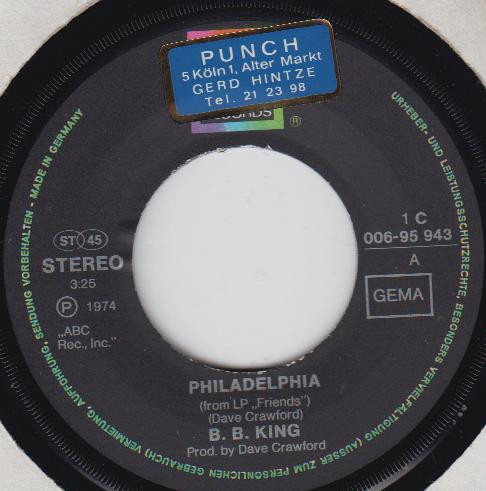 PUNCH
5 Köln 1, Alter Markt
GERD HINTZE
Tel. 21 23 98
RECORDS
®
URHEBER- UND LEISTUNGSSCHUTZRECHTE, BESONDERS VERVIELFÄLTIGUNG (AUSSER ZUM PERSÖNLICHEN GEBRAUCH) VERMIETUNG, AUFFÜHRUNG, SENDUNG VORBEHALTEN - MADE IN GERMANY
ST 45
STEREO
3:25
Ⓟ 1974
„ABC
Rec., Inc.”
1 C
006-95 943
A
GEMA
PHILADELPHIA
(from LP „Friends”)
(Dave Crawford)
B. B. KING
Prod. by Dave Crawford